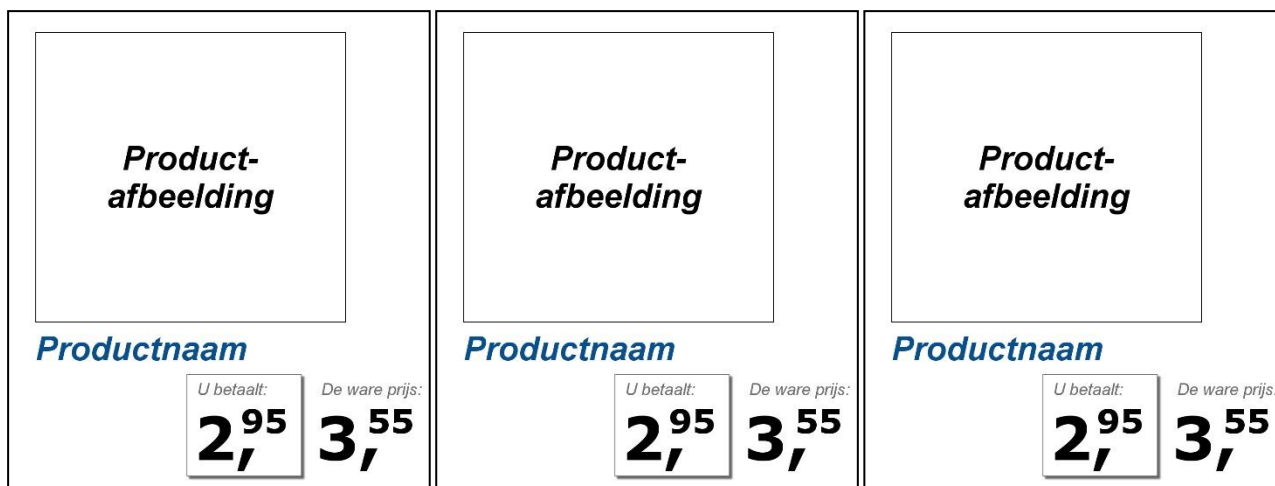 Product-
afbeelding
Productnaam
U betaalt: De ware prijs:
2,95 3,55
Product-
afbeelding
Productnaam
U betaalt: De ware prijs:
2,95 3,55
Product-
afbeelding
Productnaam
U betaalt: De ware prijs:
2,95 3,55